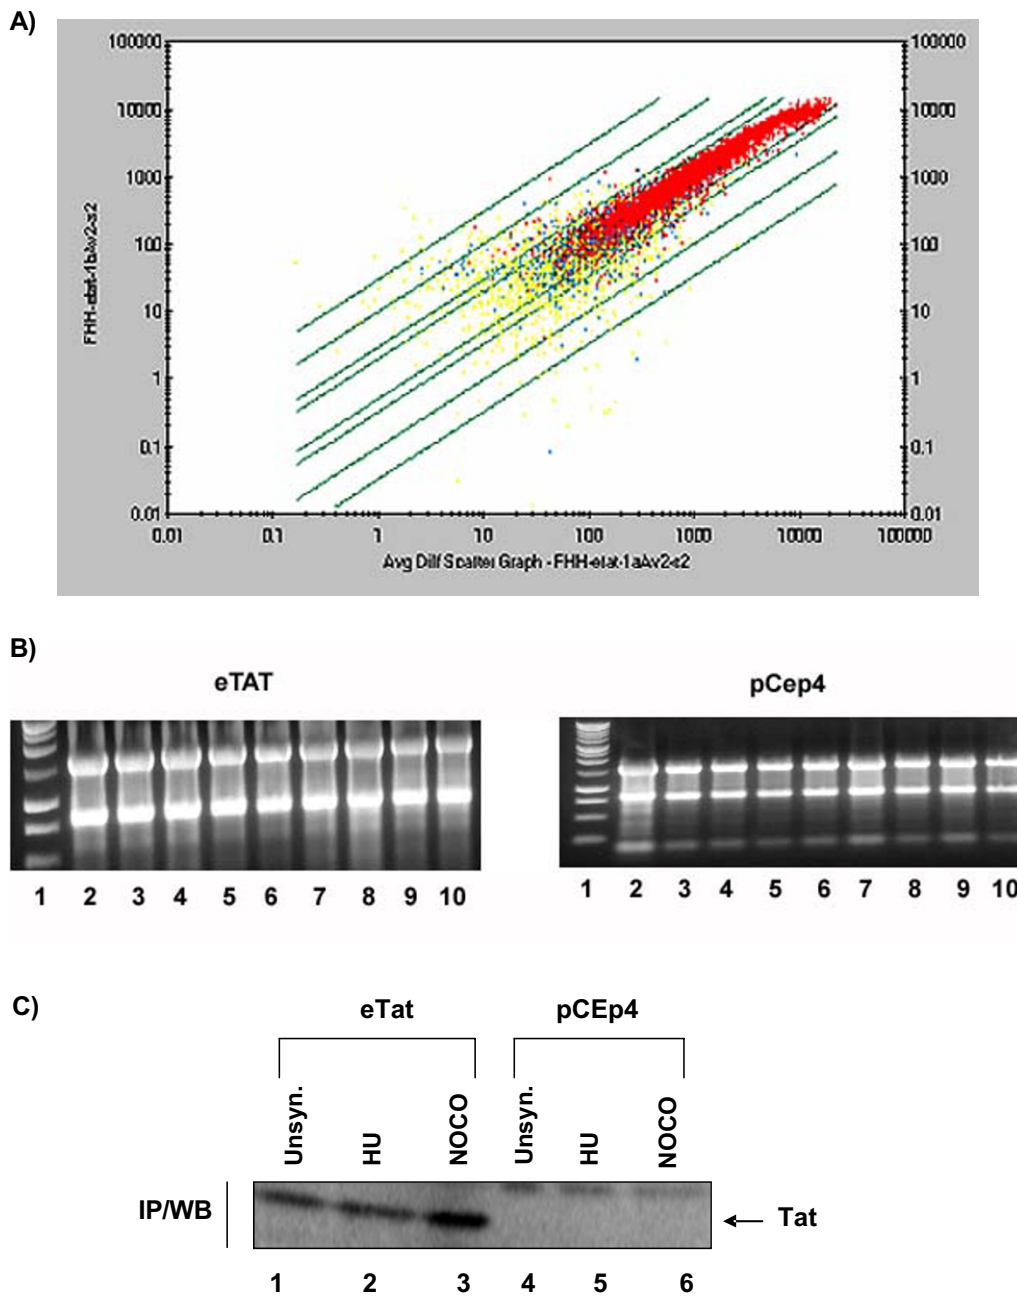 A)
100000
10000
1000
100
10
1
0.1
0.01
100000
10000
1000
100
10
1
0.1
0.01
0.01 0.1 1 10 100 1000 10000 100000
FHH-etat-1bAv2-s2
Avg Diff Scatter Graph - FHH-etat-1aAv2-s2
B)
eTAT
pCep4
1 2 3 4 5 6 7 8 9 10
1 2 3 4 5 6 7 8 9 10
C)
eTat
pCEp4
Unsyn. HU NOCO Unsyn. HU NOCO
IP/WB
Tat
1 2 3 4 5 6